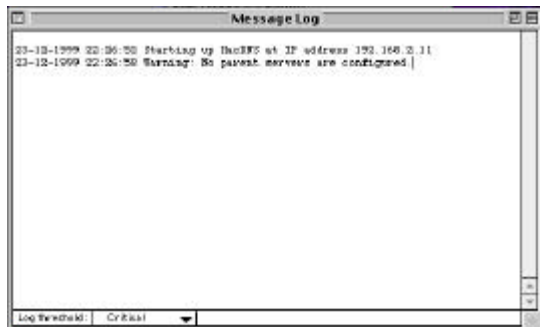 Message Log
23-12-1999 22:26:58 Starting up MacDNS at IP address 192.168.2.11
23-12-1999 22:26:58 Warning: No parent servers are configured.
Log threshold: Critical